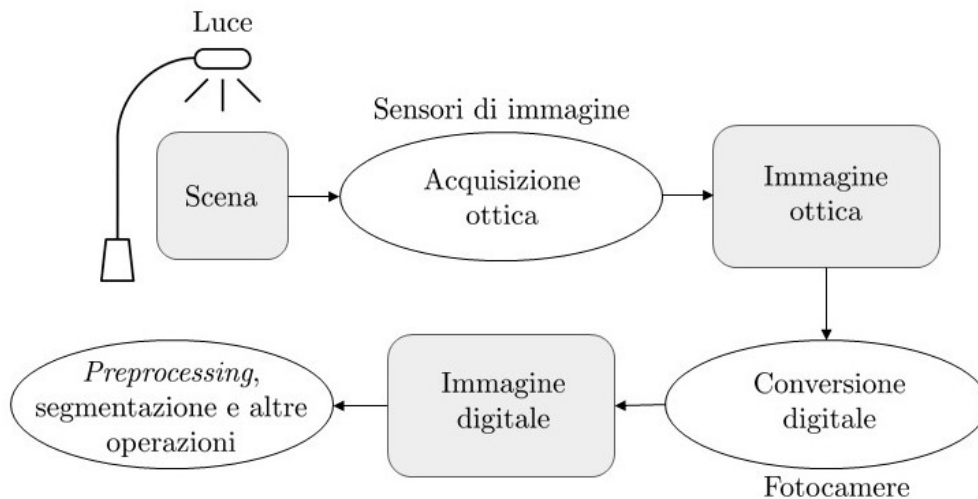 Luce
Sensori di immagine
Scena
Acquisizione
ottica
Immagine
ottica
Conversione
digitale
Fotocamere
Immagine
digitale
Preprocessing,
segmentazione e altre
operazioni